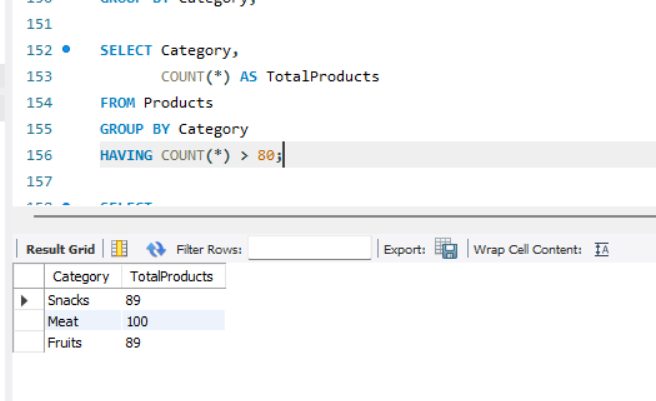 GROUP BY Category;
151
152 SELECT Category,
153 COUNT(*) AS TotalProducts
154 FROM Products
155 GROUP BY Category
156 HAVING COUNT(*) > 80;
157
Result Grid Filter Rows: Export: Wrap Cell Content:
Category TotalProducts
Snacks 89
Meat 100
Fruits 89